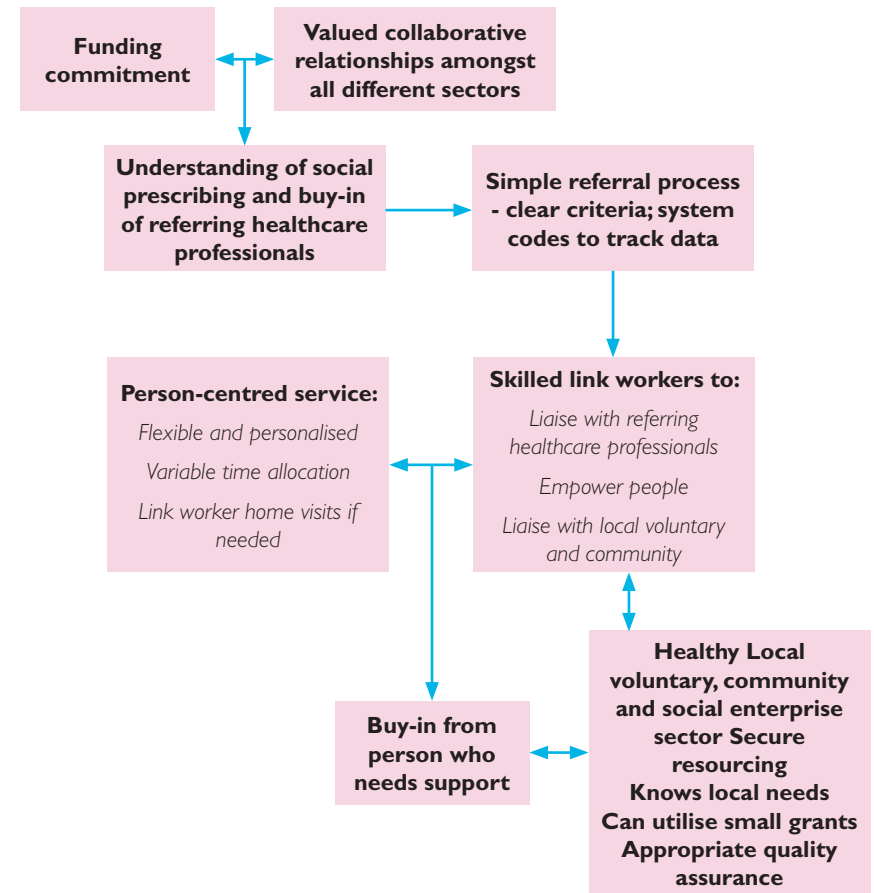 Funding
commitment
Valued collaborative
relationships amongst
all different sectors
Understanding of social
prescribing and buy-in
of referring healthcare
professionals
Simple referral process
- clear criteria; system
codes to track data
Person-centred service:
Flexible and personalised
Variable time allocation
Link worker home visits if
needed
Skilled link workers to:
Liaise with referring
healthcare professionals
Empower people
Liaise with local voluntary
and community
Buy-in from
person who
needs support
Healthy Local
voluntary, community
and social enterprise
sector Secure
resourcing
Knows local needs
Can utilise small grants
Appropriate quality
assurance